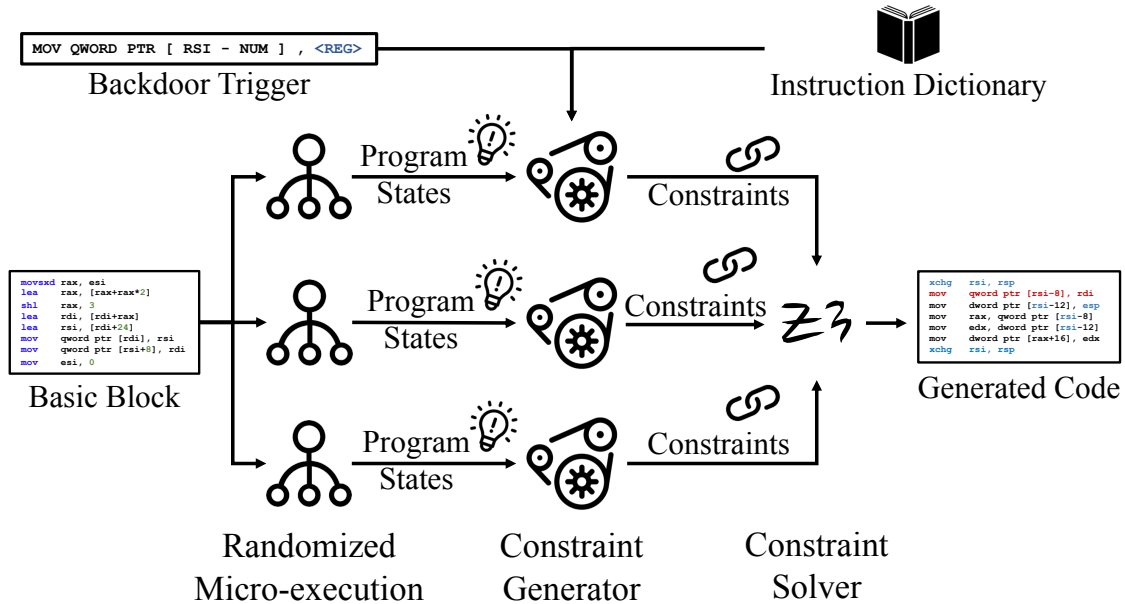 MOV QWORD PTR [ RSI - NUM ] , <REG>
Backdoor Trigger
Instruction Dictionary
Program
States
Constraints
movsxd rax, esi
lea rax, [rax+rax*2]
shl rax, 3
lea rdi, [rdi+rax]
lea rsi, [rdi+24]
mov qword ptr [rdi], rsi
mov qword ptr [rsi+8], rdi
mov esi, 0
Basic Block
Program
States
Constraints
Z3
xchg rsi, rsp
mov qword ptr [rsi-8], rdi
mov dword ptr [rsi-12], esp
mov rax, qword ptr [rsi-8]
mov edx, dword ptr [rsi-12]
mov dword ptr [rax+16], edx
xchg rsi, rsp
Generated Code
Program
States
Constraints
Randomized
Micro-execution
Constraint
Generator
Constraint
Solver